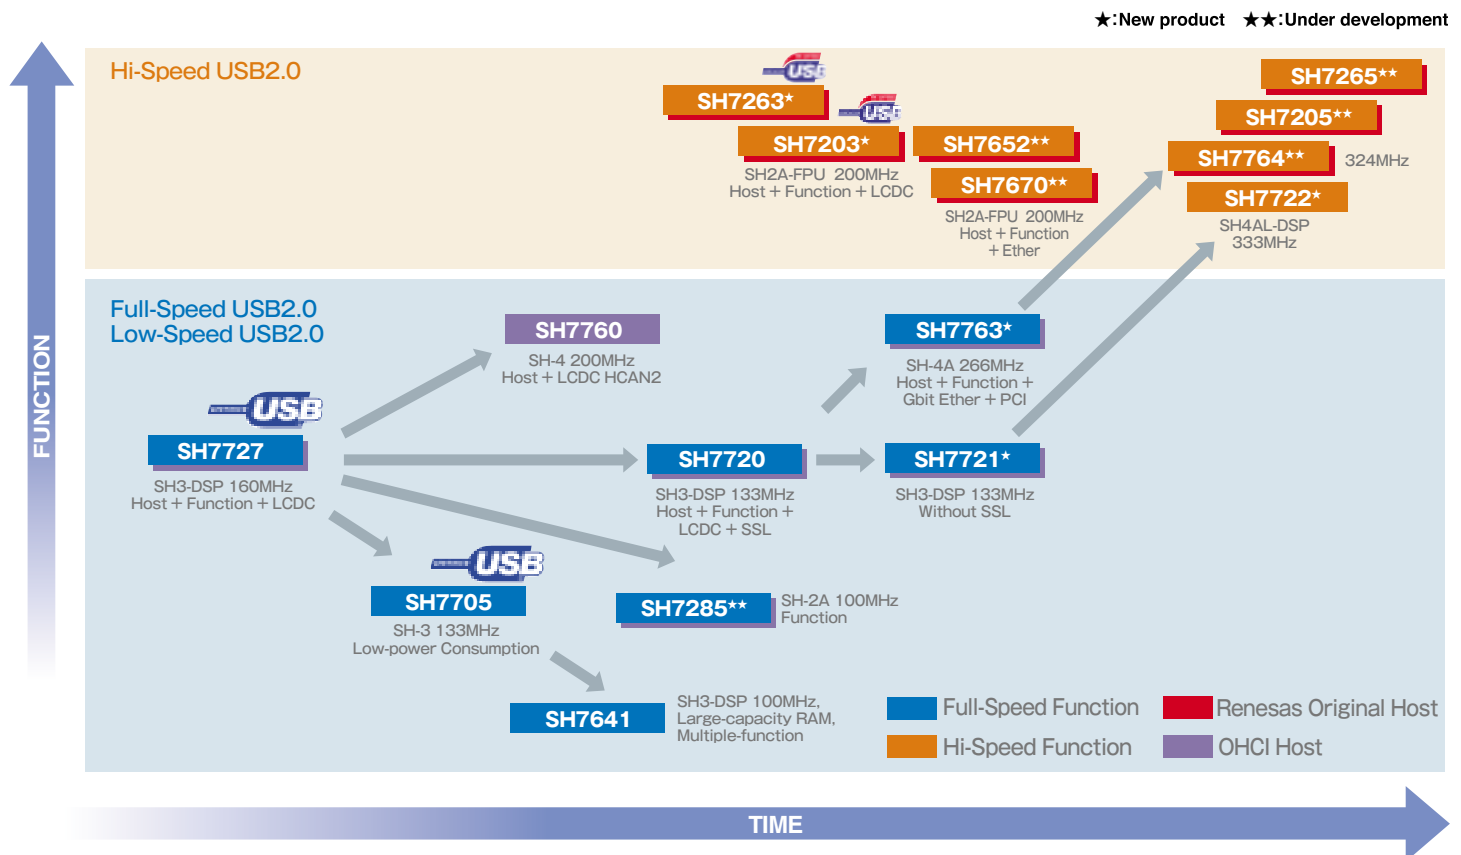 ★:New product ★★:Under development
Hi-Speed USB2.0
USB
SH7263★
USB
SH7203★
SH2A-FPU 200MHz
Host + Function + LCDC
SH7652★★
SH7670★★
SH2A-FPU 200MHz
Host + Function
+ Ether
SH7265★★
SH7205★★
SH7764★★
324MHz
SH7722★
SH4AL-DSP
333MHz
FUNCTION
Full-Speed USB2.0
Low-Speed USB2.0
SH7760
SH-4 200MHz
Host + LCDC HCAN2
SH7763★
SH-4A 266MHz
Host + Function +
Gbit Ether + PCI
USB
SH7727
SH3-DSP 160MHz
Host + Function + LCDC
SH7720
SH3-DSP 133MHz
Host + Function +
LCDC + SSL
SH7721★
SH3-DSP 133MHz
Without SSL
USB
SH7705
SH-3 133MHz
Low-power Consumption
SH7285★★
SH-2A 100MHz
Function
SH7641
SH3-DSP 100MHz,
Large-capacity RAM,
Multiple-function
Full-Speed Function
Renesas Original Host
Hi-Speed Function
OHCI Host
TIME